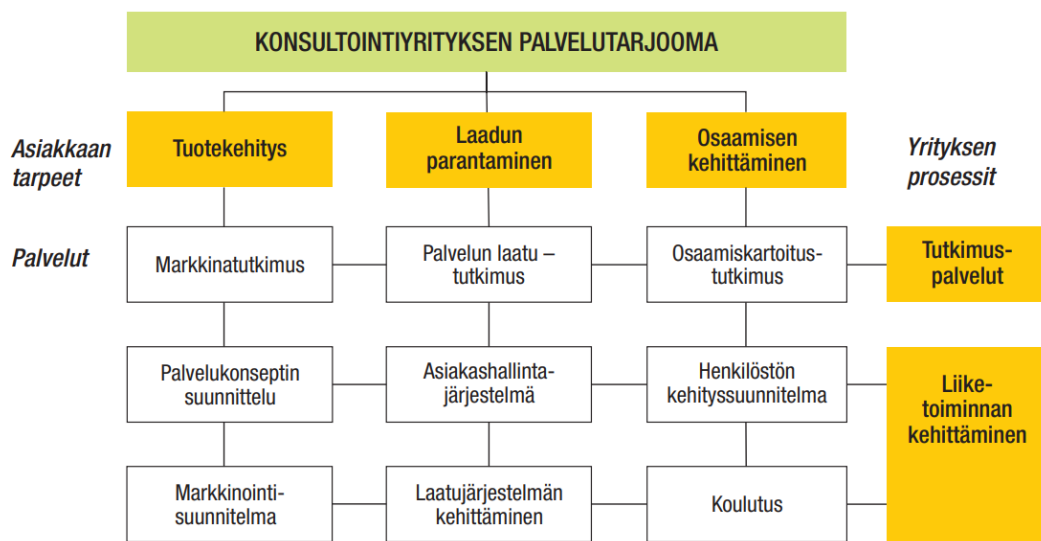 KONSULTOINTIYRITYKSEN PALVELUTARJOOMA
Asiakkaan
tarpeet
Tuotekehitys
Laadun
parantaminen
Osaamisen
kehittäminen
Yrityksen
prosessit
Palvelut
Markkinatutkimus
Palvelun laatu –
tutkimus
Osaamiskartoitus-
tutkimus
Tutkimus-
palvelut
Palvelukonseptin
suunnittelu
Asiakashallinta-
järjestelmä
Henkilöstön
kehityssuunnitelma
Liike-
toiminnan
kehittäminen
Markkinointi-
suunnitelma
Laatujärjestelmän
kehittäminen
Koulutus